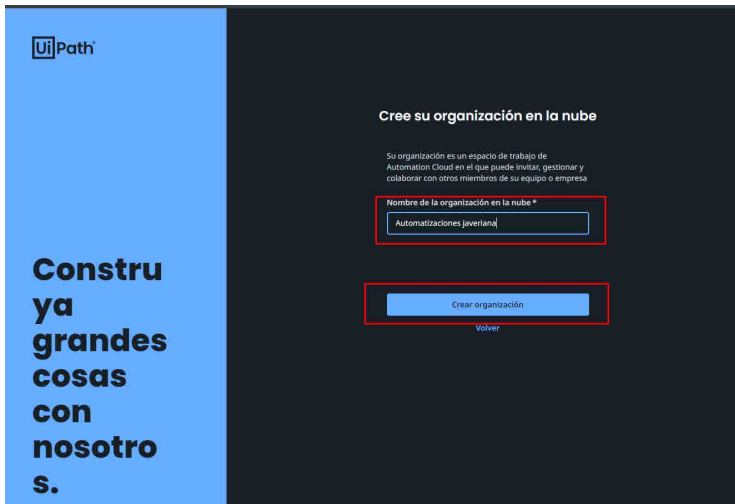 UiPath
Constru
ya
grandes
cosas
con
nosotro
s.
Cree su organización en la nube
Su organización es un espacio de trabajo de
Automation Cloud en el que puede invitar, gestionar y
colaborar con otros miembros de su equipo o empresa
Nombre de la organización en la nube *
Automatizaciones javeriana
Crear organización
Volver